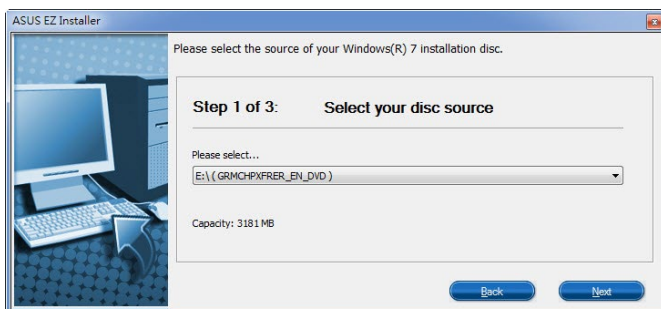 ASUS EZ Installer
Please select the source of your Windows(R) 7 installation disc.
Step 1 of 3: Select your disc source
Please select...
E:\ ( GRMCHPXFRER_EN_DVD )
Capacity: 3181 MB
Back Next